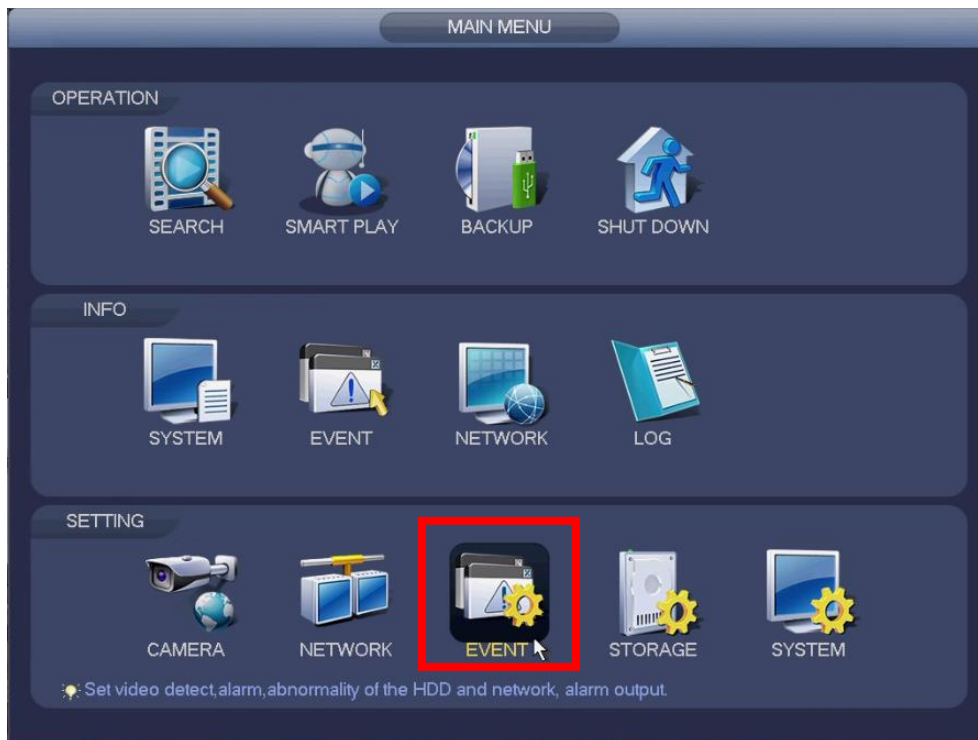 MAIN MENU
OPERATION
SEARCH SMART PLAY BACKUP SHUT DOWN
INFO
SYSTEM EVENT NETWORK LOG
SETTING
CAMERA NETWORK EVENT STORAGE SYSTEM
Set video detect,alarm,abnormality of the HDD and network, alarm output.